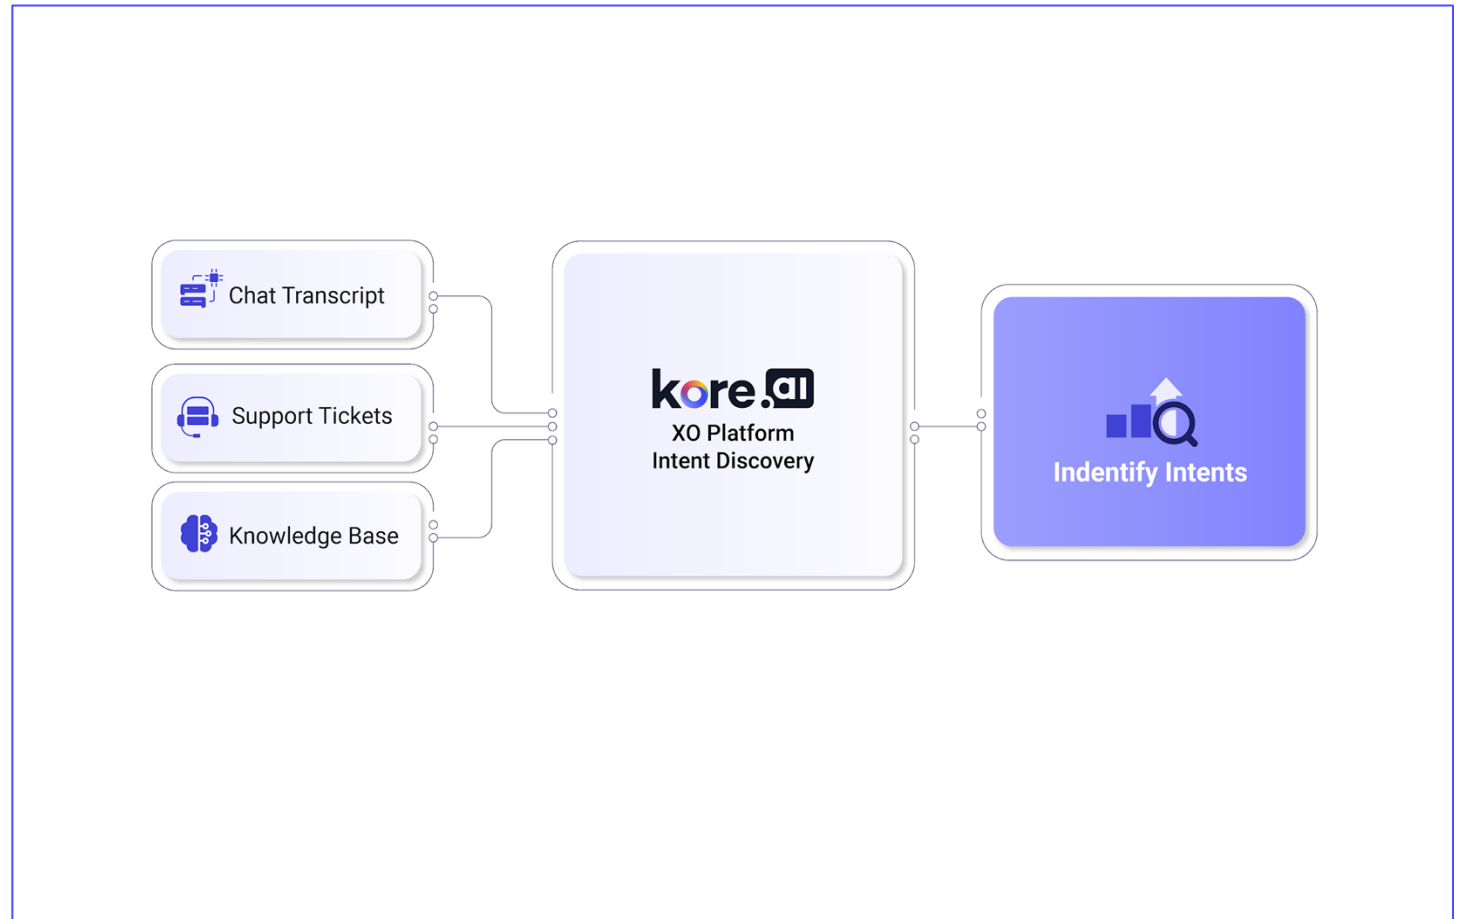 Chat Transcript
Support Tickets
Knowledge Base
kore.ai
XO Platform
Intent Discovery
Indentify Intents